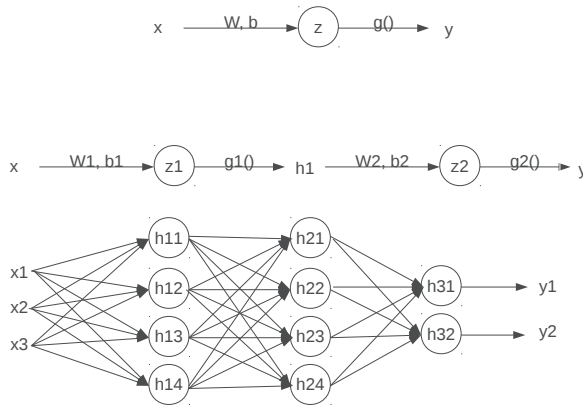 x W, b z g() y
x W1, b1 z1 g1() h1 W2, b2 z2 g2() y
h11 h21
x1 h12 h22 h31 y1
x2
x3 h13 h23 h32 y2
h14 h24